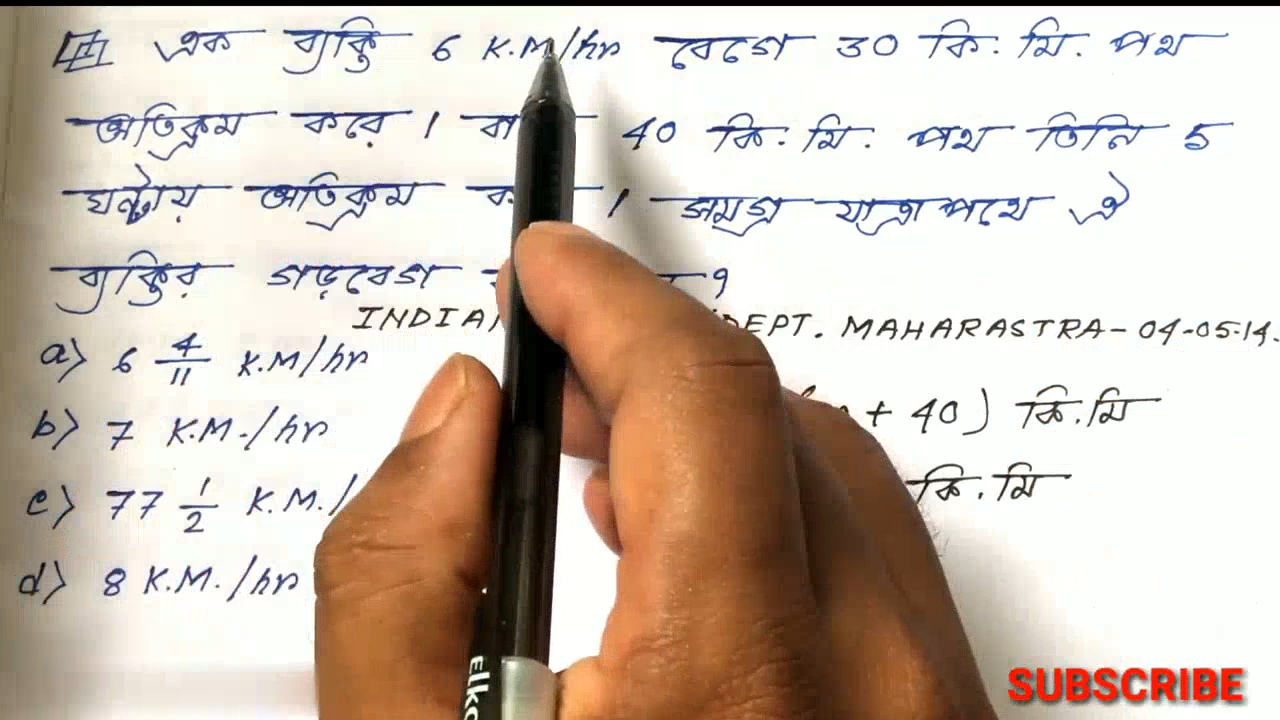 এক ব্যক্তি 6 K.M/hr বেগে 30 কি. মি. পথ
অতিক্রম করে। 40 কি. মি. পথ তিনি 5
ঘন্টায় অতিক্রম । সমগ্র যাত্রাপথে ঐ
ব্যক্তির গড়বেগ ?
INDIA DEPT. MAHARASTRA-04-05-14.
a) 6 4/11 K.M/hr
+ 40) কি.মি
b) 7 K.M./hr
c) 77 1/2 K.M./
কি.মি
d) 8 K.M./hr
elko
SUBSCRIBE